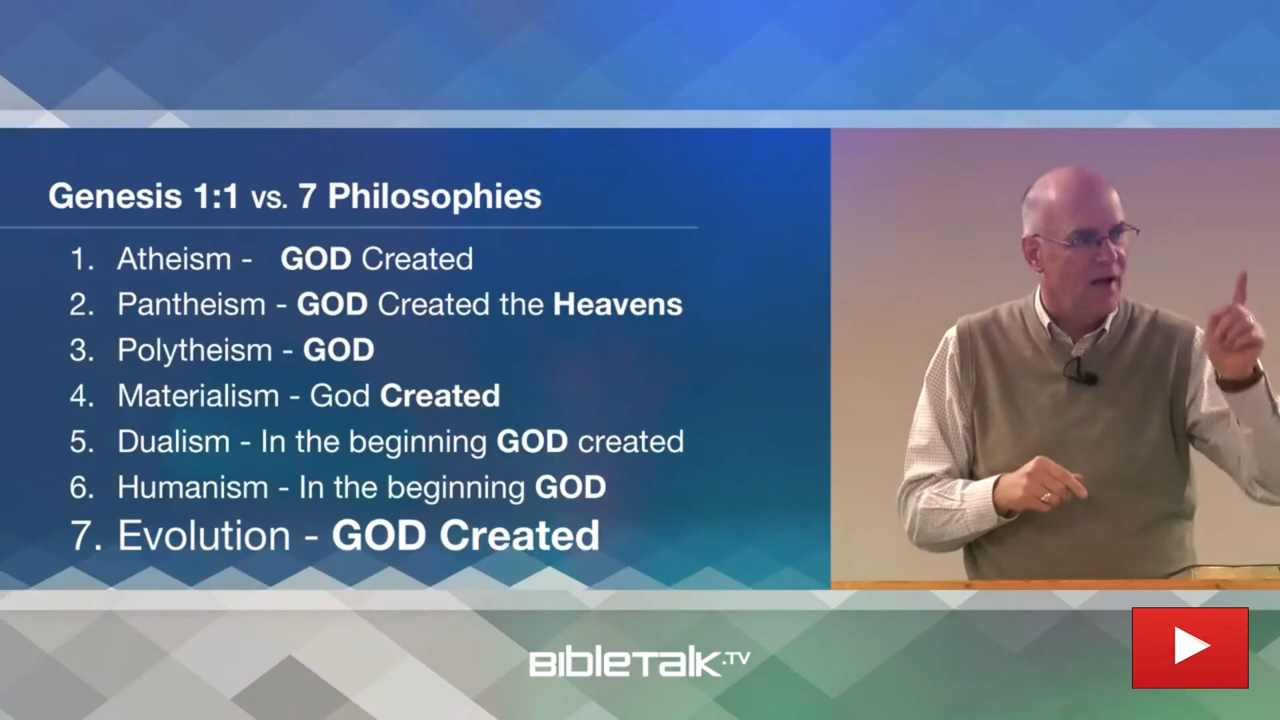 Genesis 1:1 vs. 7 Philosophies
1. Atheism - GOD Created
2. Pantheism - GOD Created the Heavens
3. Polytheism - GOD
4. Materialism - God Created
5. Dualism - In the beginning GOD created
6. Humanism - In the beginning GOD
7. Evolution - GOD Created
BIBLETALK.TV